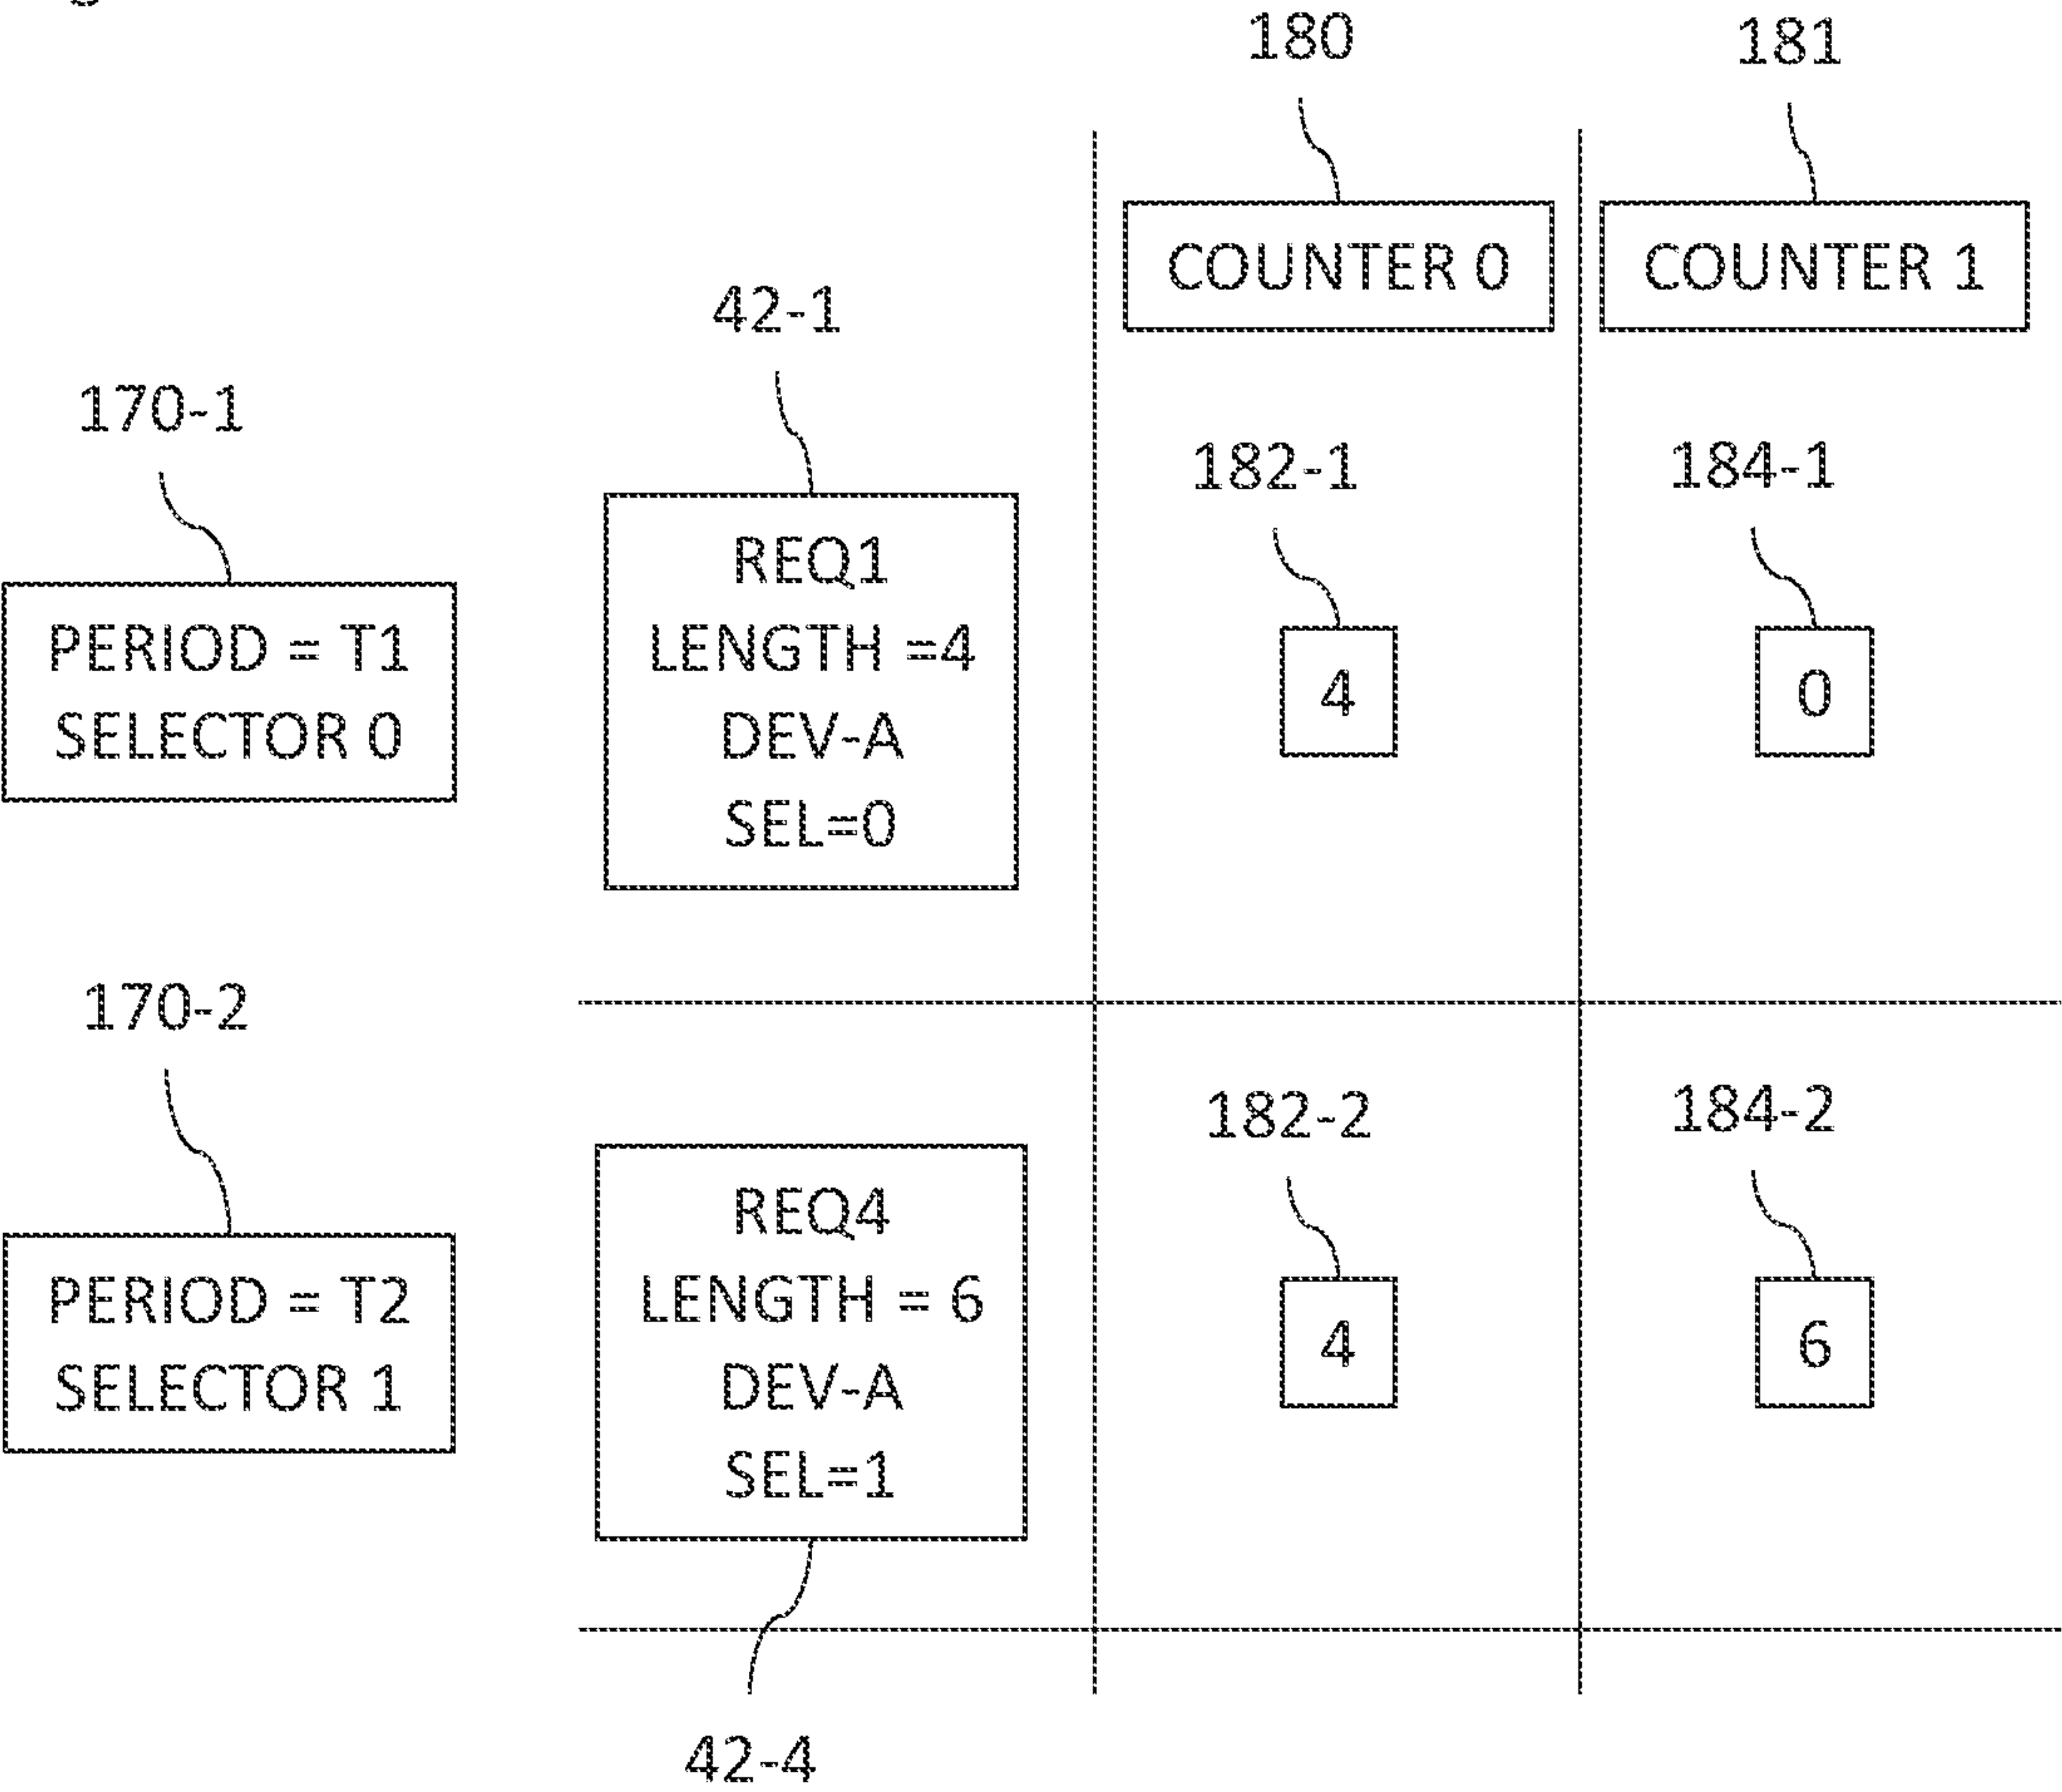 180
181
COUNTER 0
COUNTER 1
42-1
170-1
182-1
184-1
REQ1
LENGTH =4
DEV-A
SEL=0
PERIOD = T1
SELECTOR 0
4
0
170-2
182-2
184-2
REQ4
LENGTH = 6
DEV-A
SEL=1
PERIOD = T2
SELECTOR 1
4
6
42-4